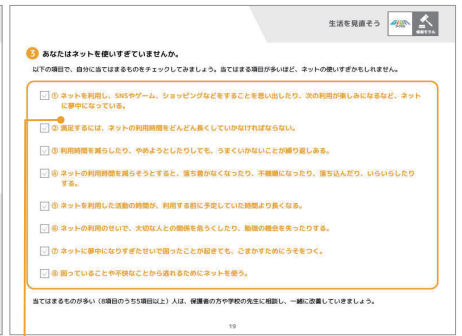 生活を見直そう
3 あなたはネットを使いすぎていませんか。
以下の項目で、自分に当てはまるものをチェックしてみましょう。当てはまる項目が多いほど、ネットの使いすぎかもしれません。
① ネットを利用し、SNSやゲーム、ショッピングなどをすることを思い出したり、次の利用が楽しみになるなど、ネット
に夢中になっている。
② 満足するには、ネットの利用時間をどんどん長くしていかなければならない。
③ 利用時間を減らしたり、やめようとしたりしても、うまくいかないことが繰り返しある。
④ ネットの利用時間を減らそうとすると、落ち着かなくなったり、不機嫌になったり、落ち込んだり、いらいらしたり
する。
⑤ ネットを利用した活動の時間が、利用する前に予定していた時間より長くなる。
⑥ ネットの利用のせいで、大切な人との関係を危うくしたり、勉強の機会を失ったりする。
⑦ ネットに夢中になりすぎたせいで困ったことが起きても、ごまかすためにうそをつく。
⑧ 困っていることや不快なことから逃れるためにネットを使う。
当てはまるものが多い（8項目のうち5項目以上）人は、保護者の方や学校の先生に相談し、一緒に改善していきましょう。
19